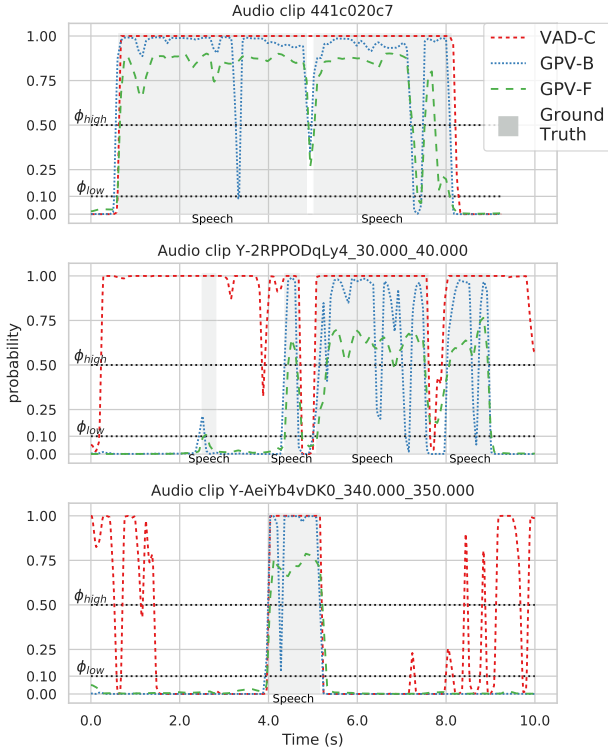 Audio clip 441c020c7
1.00
0.75
ϕhigh
0.50
ϕlow
0.10
0.00
Speech
Speech
VAD-C
GPV-B
GPV-F
Ground
Truth
Audio clip Y-2RPPODqLy4_30.000_40.000
1.00
0.75
ϕhigh
0.50
0.25
ϕlow
0.10
0.00
Speech
Speech
Speech
Speech
probability
Audio clip Y-AeiYb4vDK0_340.000_350.000
1.00
0.75
ϕhigh
0.50
0.25
ϕlow
0.10
0.00
Speech
0.0 2.0 4.0 6.0 8.0 10.0
Time (s)